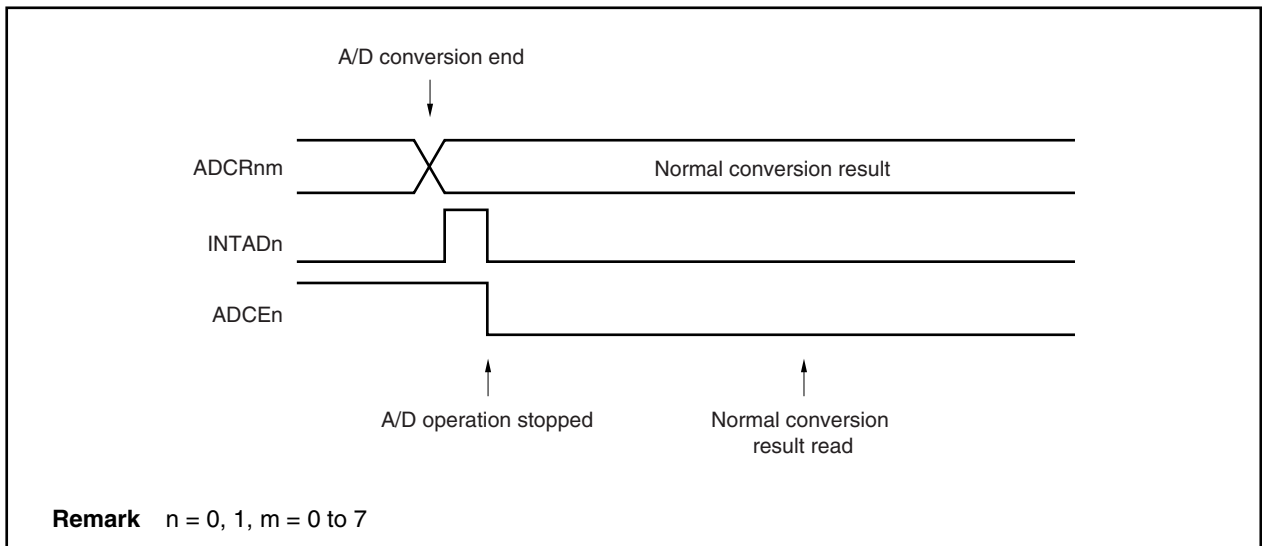 A/D conversion end
ADCRnm
Normal conversion result
INTADn
ADCEn
A/D operation stopped
Normal conversion
result read
Remark n = 0, 1, m = 0 to 7